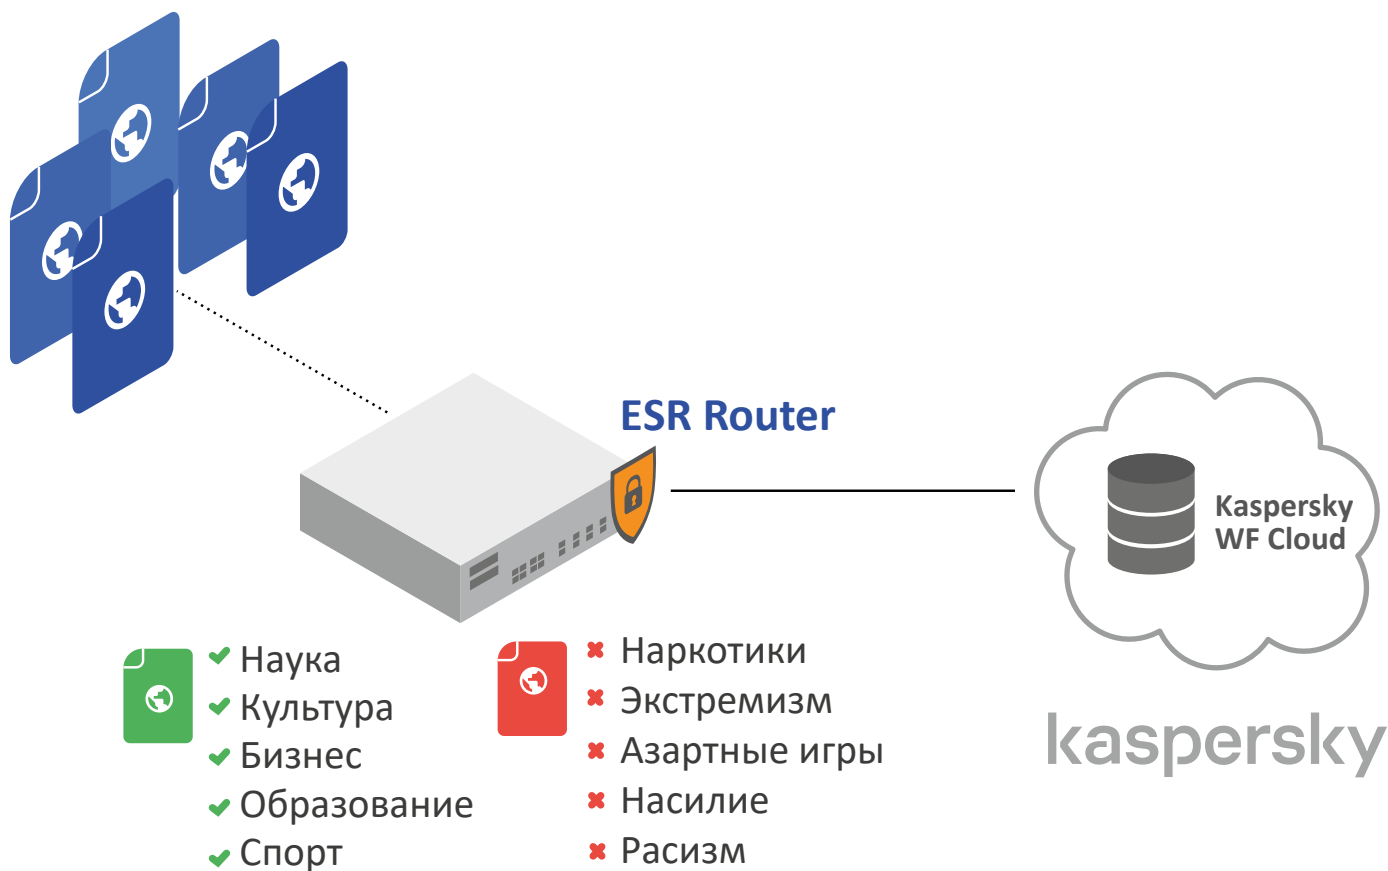 ESR Router
Kaspersky
WF Cloud
Наука
Культура
Бизнес
Образование
Спорт
Наркотики
Экстремизм
Азартные игры
Насилие
Расизм
kaspersky